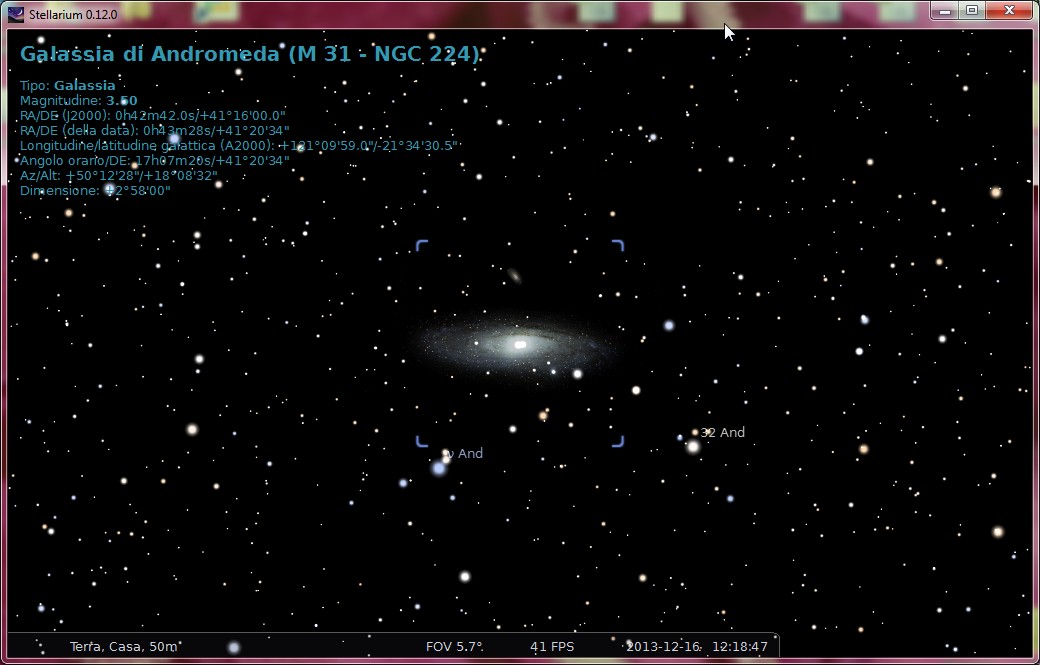 Stellarium 0.12.0
Galassia di Andromeda (M 31 - NGC 224)
Tipo: Galassia
Magnitudine: 3.50
RA/DE (J2000): 0h42m42.0s/+41°16'00.0"
RA/DE (della data): 0h43m28s/+41°20'34"
Longitudine/latitudine galattica (A2000): +121°09'59.0"/-21°34'30.5"
Angolo orario/DE: 17h07m20s/+41°20'34"
Az/Alt: +50°12'28"/+18°08'32"
Dimensione: +2°58'00"
32 And
ν And
Terra, Casa, 50m
FOV 5.7°
41 FPS
2013-12-16 12:18:47